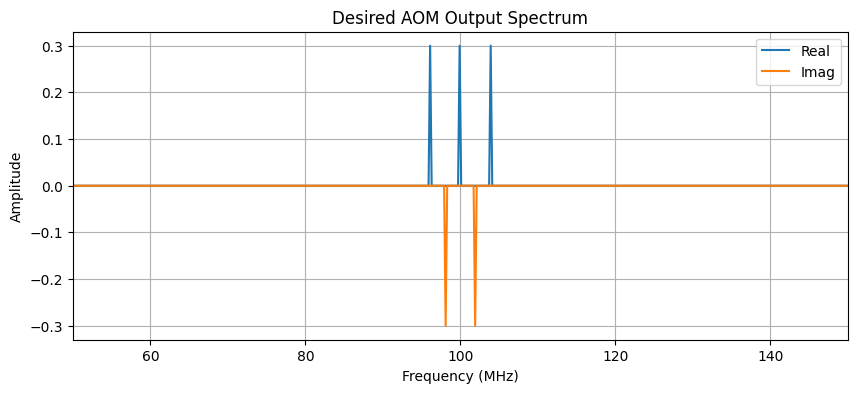 Desired AOM Output Spectrum
Real
Imag
Amplitude
0.3
0.2
0.1
0.0
−0.1
−0.2
−0.3
60
80
100
120
140
Frequency (MHz)